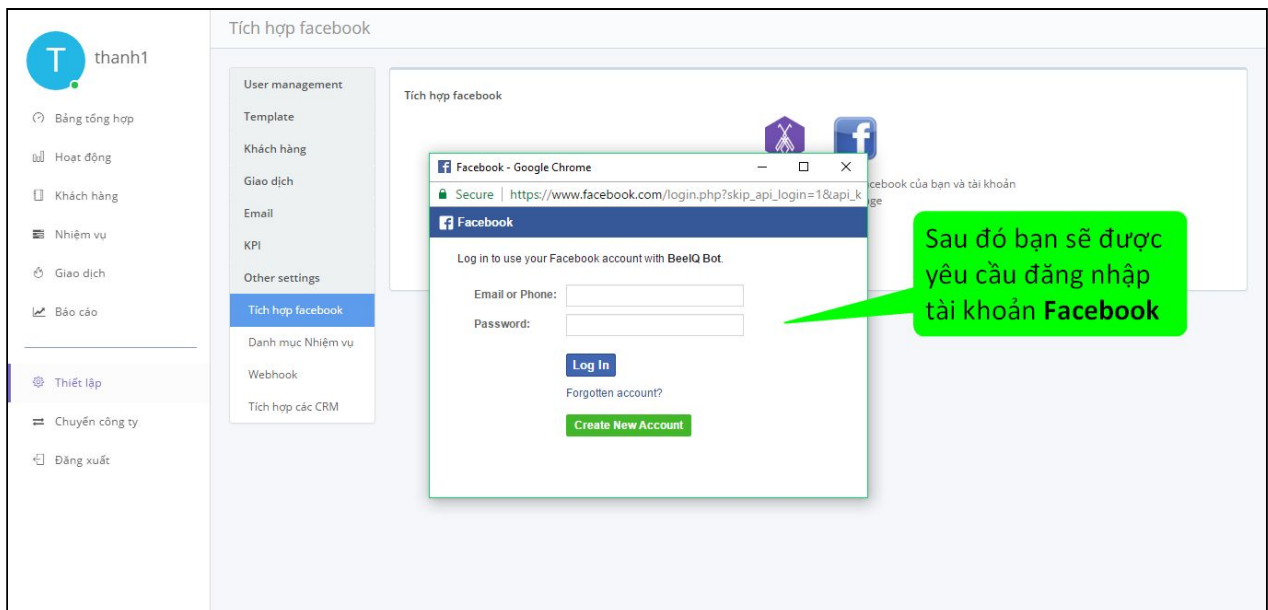 Tích hợp facebook
T
thanh1
Bảng tổng hợp
Hoạt động
Khách hàng
Nhiệm vụ
Giao dịch
Báo cáo
Thiết lập
Chuyển công ty
Đăng xuất
User management
Template
Khách hàng
Giao dịch
Email
KPI
Other settings
Tích hợp facebook
Danh mục Nhiệm vụ
Webhook
Tích hợp các CRM
Tích hợp facebook
cebook của bạn và tài khoản
ge
Facebook - Google Chrome
Secure | https://www.facebook.com/login.php?skip_api_login=1&api_k
Facebook
Log in to use your Facebook account with BeeIQ Bot.
Email or Phone:
Password:
Log In
Forgotten account?
Create New Account
Sau đó bạn sẽ được
yêu cầu đăng nhập
tài khoản Facebook